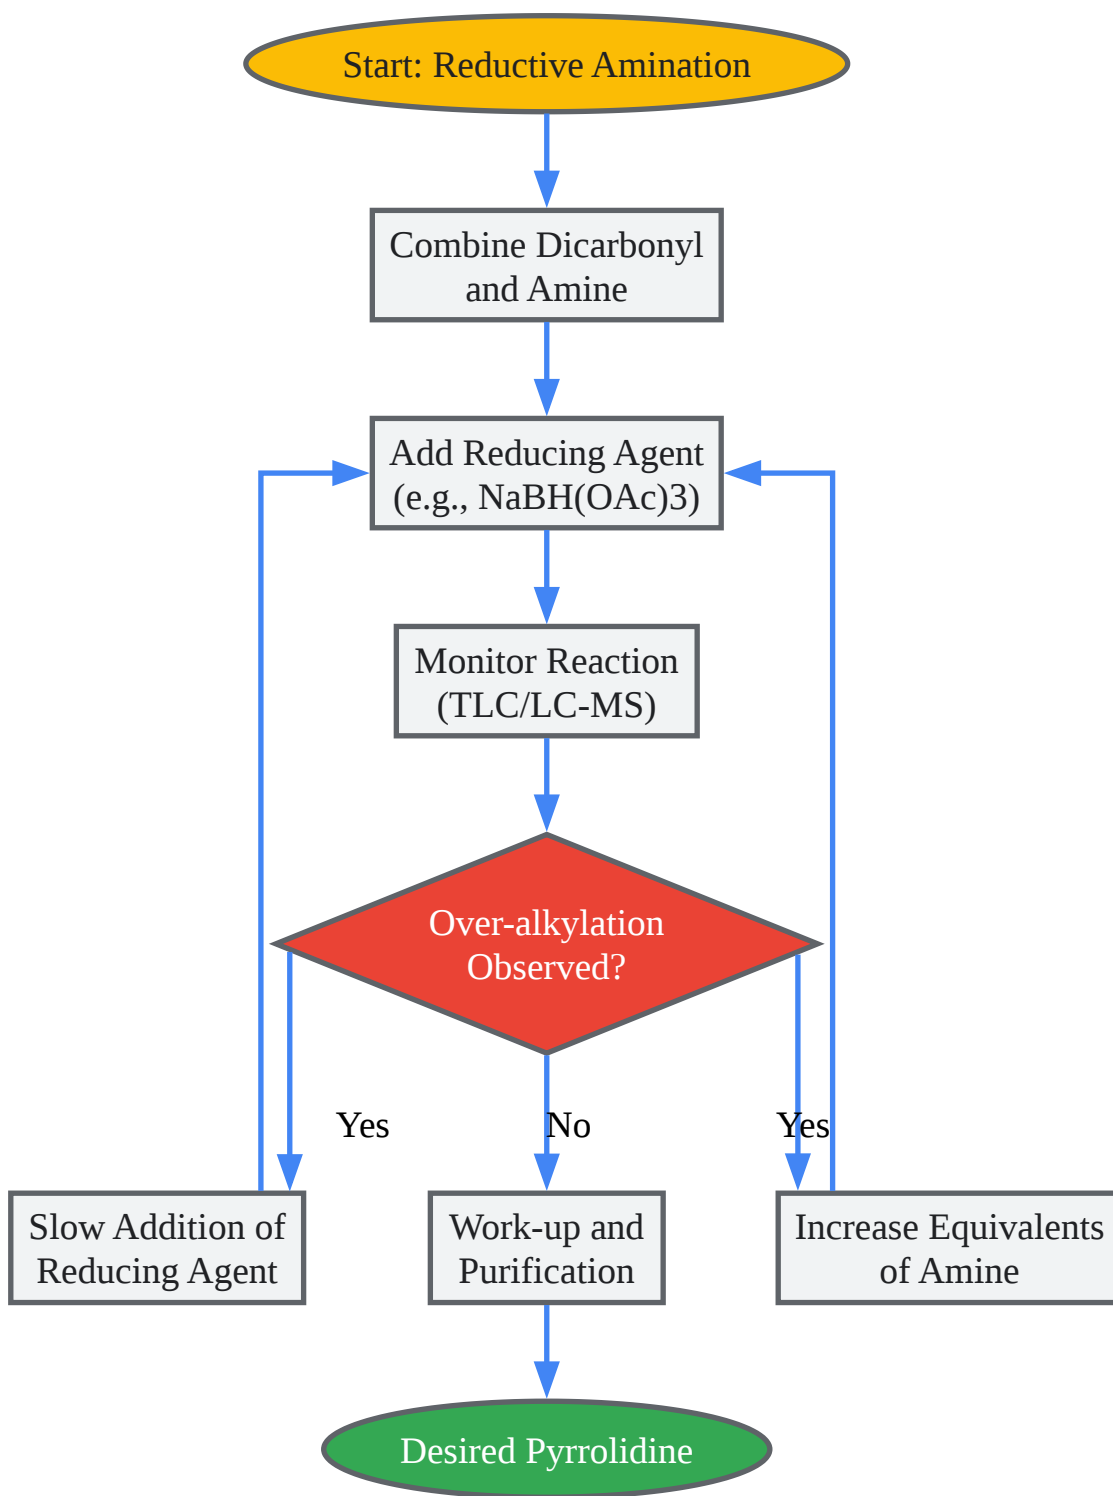 Start: Reductive Amination
Combine Dicarbonyl
and Amine
Add Reducing Agent
(e.g., NaBH(OAc)3)
Monitor Reaction
(TLC/LC-MS)
Over-alkylation
Observed?
Yes
No
Yes
Slow Addition of
Reducing Agent
Work-up and
Purification
Increase Equivalents
of Amine
Desired Pyrrolidine